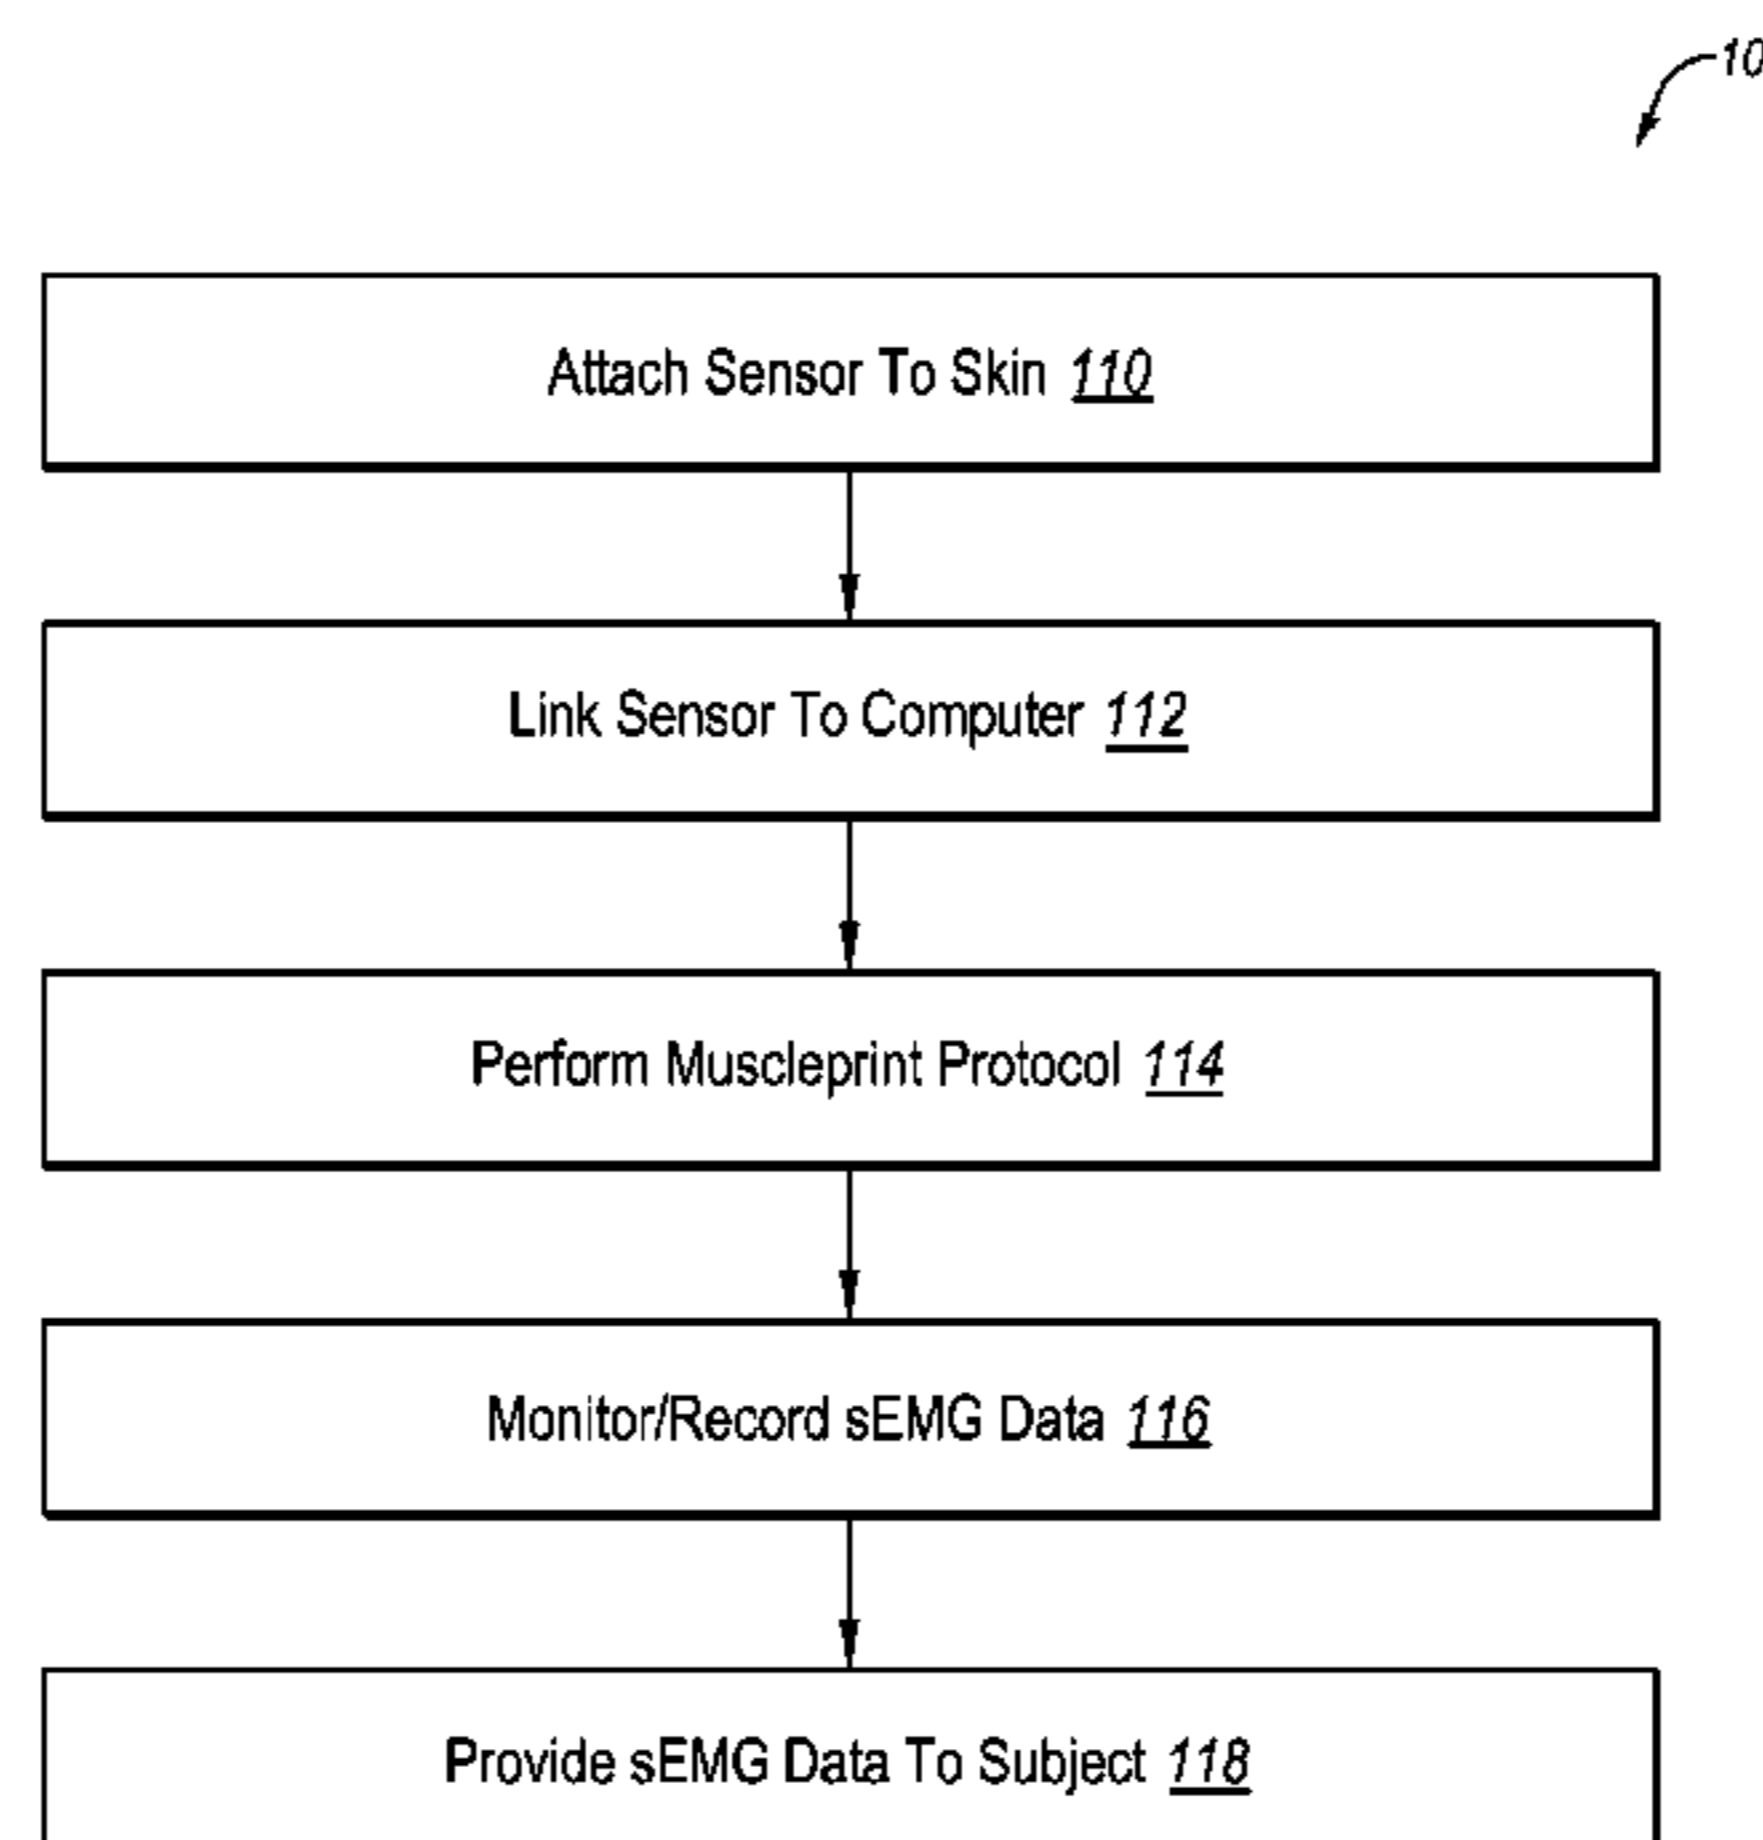 10
Attach Sensor To Skin 110
Link Sensor To Computer 112
Perform Muscleprint Protocol 114
Monitor/Record sEMG Data 116
Provide sEMG Data To Subject 118